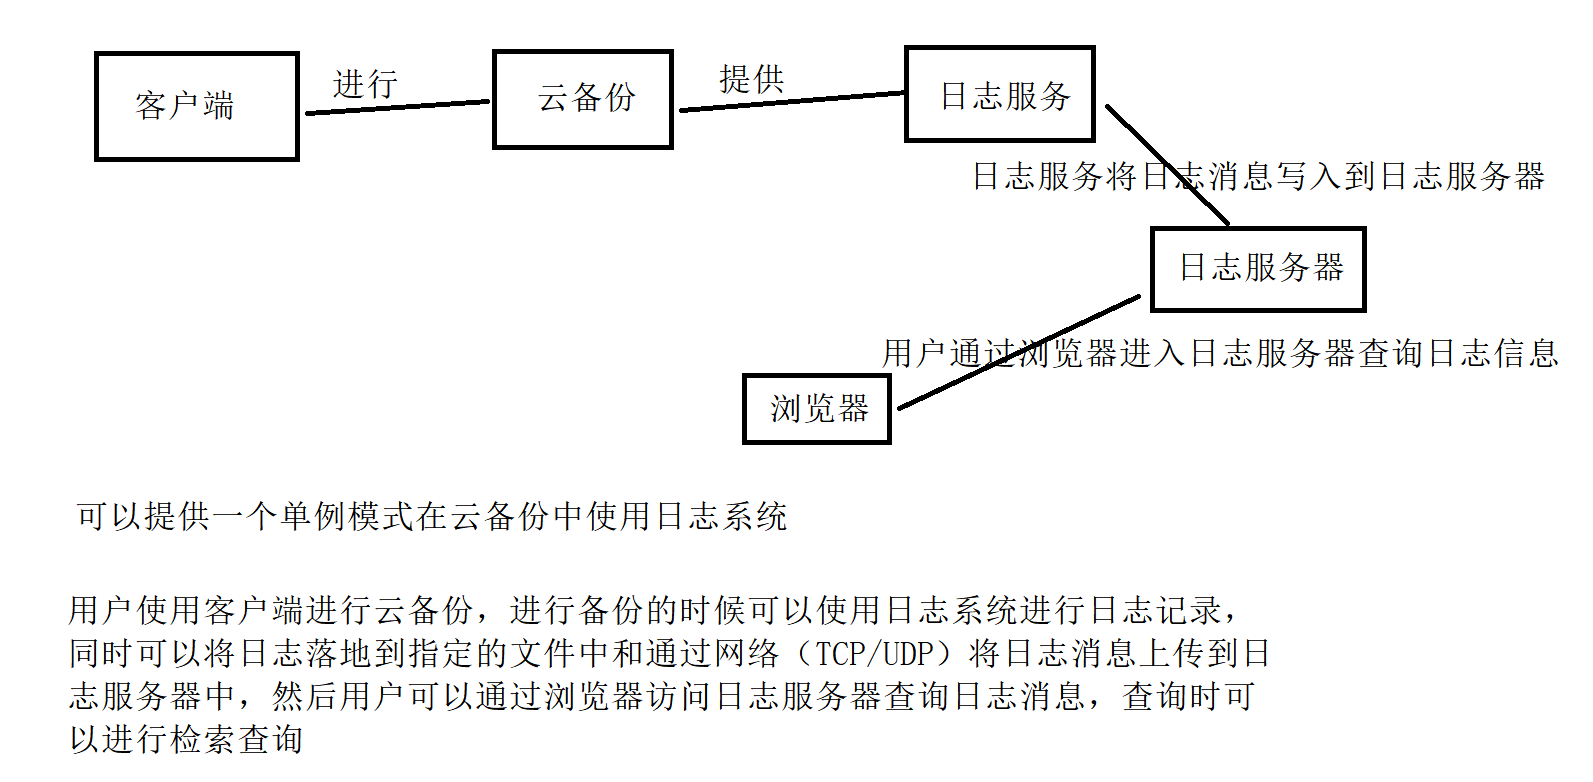 客户端
进行
云备份
提供
日志服务
日志服务将日志消息写入到日志服务器
日志服务器
用户通过浏览器进入日志服务器查询日志信息
浏览器
可以提供一个单例模式在云备份中使用日志系统
用户使用客户端进行云备份，进行备份的时候可以使用日志系统进行日志记录，
同时可以将日志落地到指定的文件中和通过网络（TCP/UDP）将日志消息上传到日
志服务器中，然后用户可以通过浏览器访问日志服务器查询日志消息，查询时可
以进行检索查询